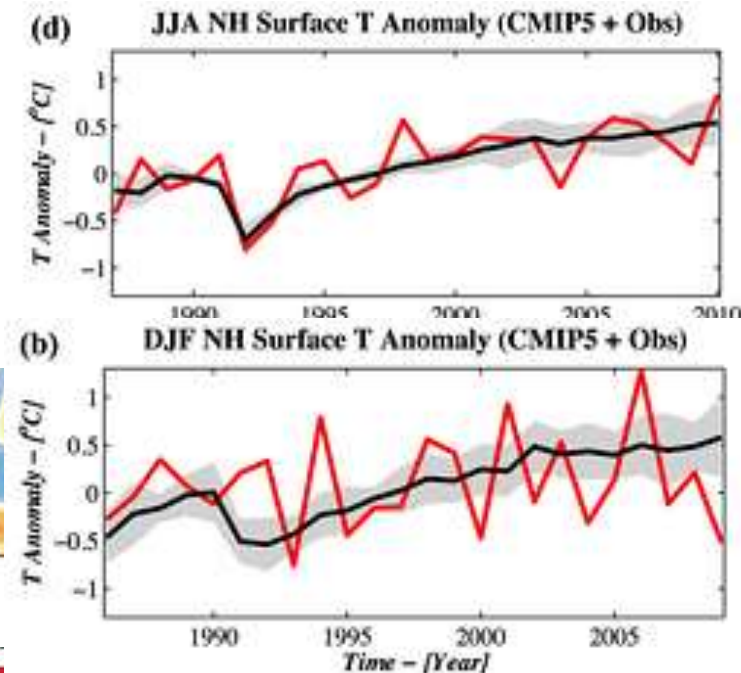 (d) JJA NH Surface T Anomaly (CMIP5 + Obs)
T Anomaly – [°C]
1
0.5
0
−0.5
−1
1990 1995 2000 2005 2010
(b) DJF NH Surface T Anomaly (CMIP5 + Obs)
T Anomaly – [°C]
1
0.5
0
−0.5
−1
1990 1995 2000 2005
Time – [Year]